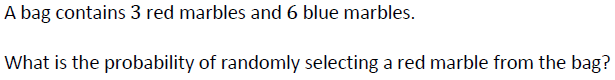 A bag contains 3 red marbles and 6 blue marbles.
What is the probability of randomly selecting a red marble from the bag?